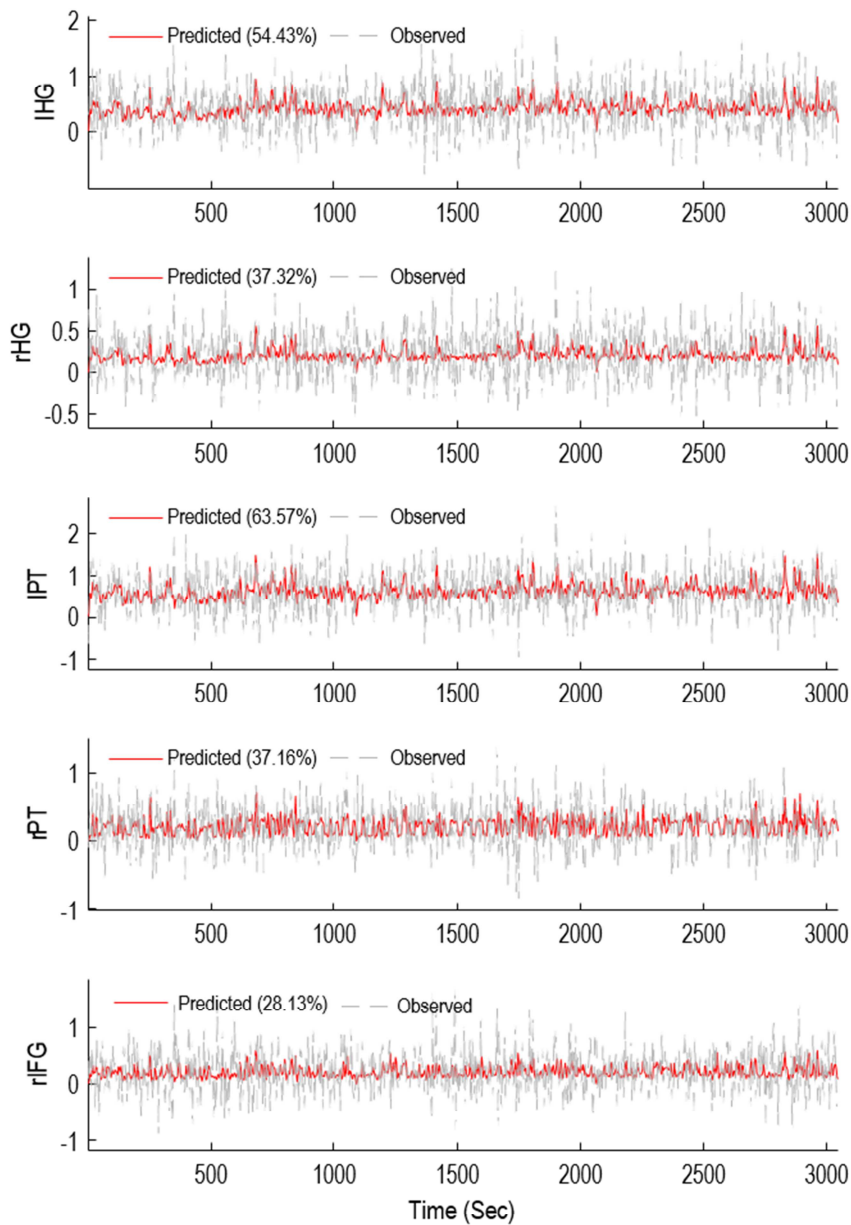 2
Predicted (54.43%) Observed
1
lHG
0
500 1000 1500 2000 2500 3000
Predicted (37.32%) Observed
1
0.5
rHG
0
-0.5
500 1000 1500 2000 2500 3000
Predicted (63.57%) Observed
2
1
lPT
0
-1
500 1000 1500 2000 2500 3000
Predicted (37.16%) Observed
1
rPT
0
-1
500 1000 1500 2000 2500 3000
Predicted (28.13%) Observed
1
rIFG
0
-1
500 1000 1500 2000 2500 3000
Time (Sec)